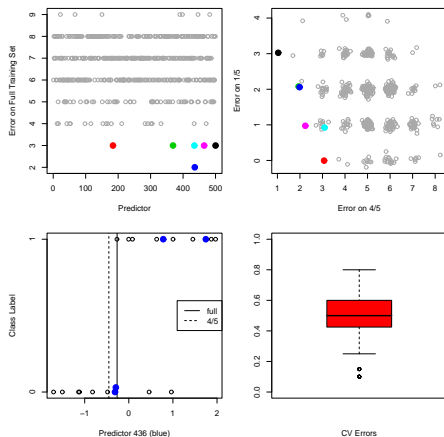 Error on Full Training Set
2 3 4 5 6 7 8 9
0 100 200 300 400 500
Predictor
Error on 1/5
0 1 2 3 4
1 2 3 4 5 6 7 8
Error on 4/5
Class Label
0 1
full
4/5
−1 0 1 2
Predictor 436 (blue)
0.0 0.2 0.4 0.6 0.8 1.0
CV Errors